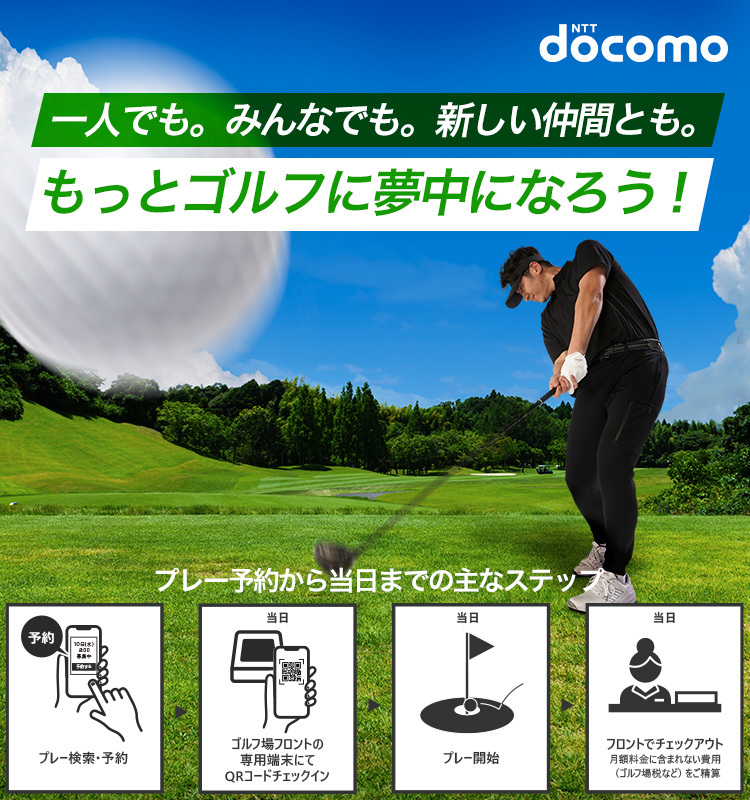 NTT
docomo
一人でも。みんなでも。新しい仲間とも。
もっとゴルフに夢中になろう！
プレー予約から当日までの主なステップ
予約
10日(水)
8:00
募集中
予約する
プレー検索・予約
当日
ゴルフ場フロントの
専用端末にて
QRコードチェックイン
当日
プレー開始
当日
フロントでチェックアウト
月額料金に含まれない費用
（ゴルフ場税など）をご精算